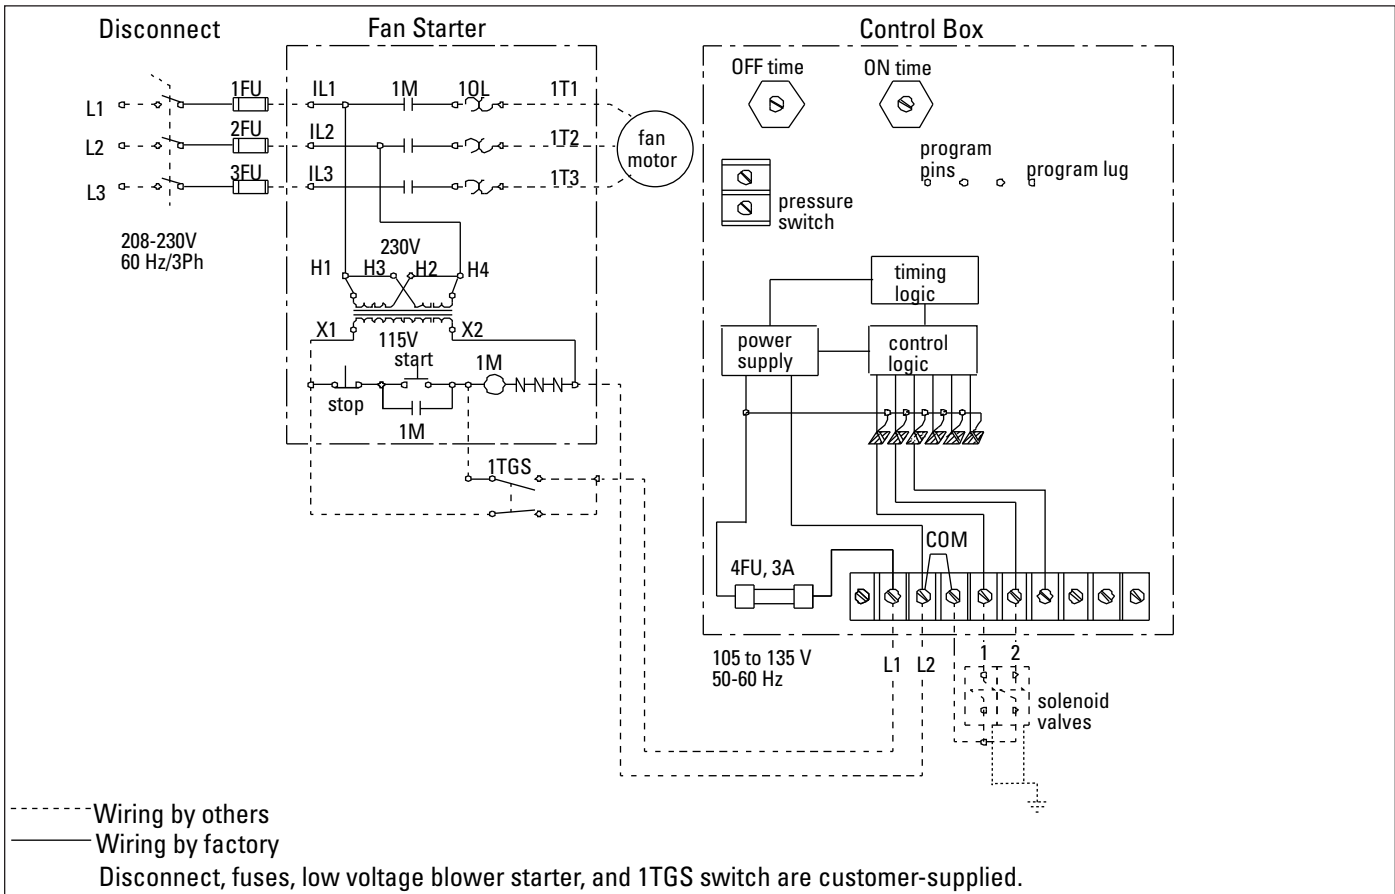 Disconnect
Fan Starter
Control Box
OFF time
ON time
1FU
IL1
1M
1OL
1T1
L1
2FU
IL2
1T2
L2
fan
motor
3FU
IL3
1T3
L3
program
pins
program lug
pressure
switch
208-230V
60 Hz/3Ph
230V
H1
H3
H2
H4
timing
logic
X1
115V
X2
power
supply
control
logic
start
1M
stop
1M
1TGS
COM
4FU, 3A
105 to 135 V
50-60 Hz
L1
L2
1
2
solenoid
valves
Wiring by others
Wiring by factory
Disconnect, fuses, low voltage blower starter, and 1TGS switch are customer-supplied.